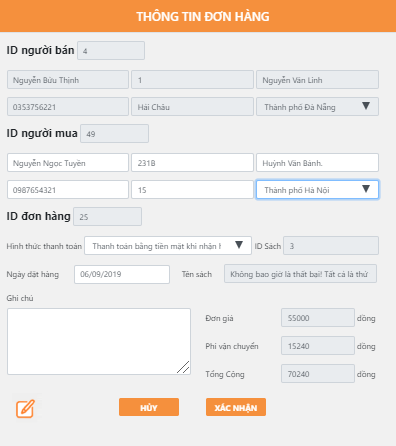 THÔNG TIN ĐƠN HÀNG
ID người bán 4
Nguyễn Bứu Thịnh 1 Nguyễn Văn Linh
0353756221 Hải Châu Thành phố Đà Nẵng
ID người mua 49
Nguyễn Ngọc Tuyền 231B Huỳnh Văn Bánh.
0987654321 15 Thành phố Hà Nội
ID đơn hàng 25
Hình thức thanh toán Thanh toán bằng tiền mặt khi nhận ID Sách 3
Ngày đặt hàng 06/09/2019 Tên sách Không bao giờ là thất bại! Tất cả là thử
Ghi chú
Đơn giá 55000 đồng
Phí vận chuyển 15240 đồng
Tổng Cộng 70240 đồng
HỦY XÁC NHẬN